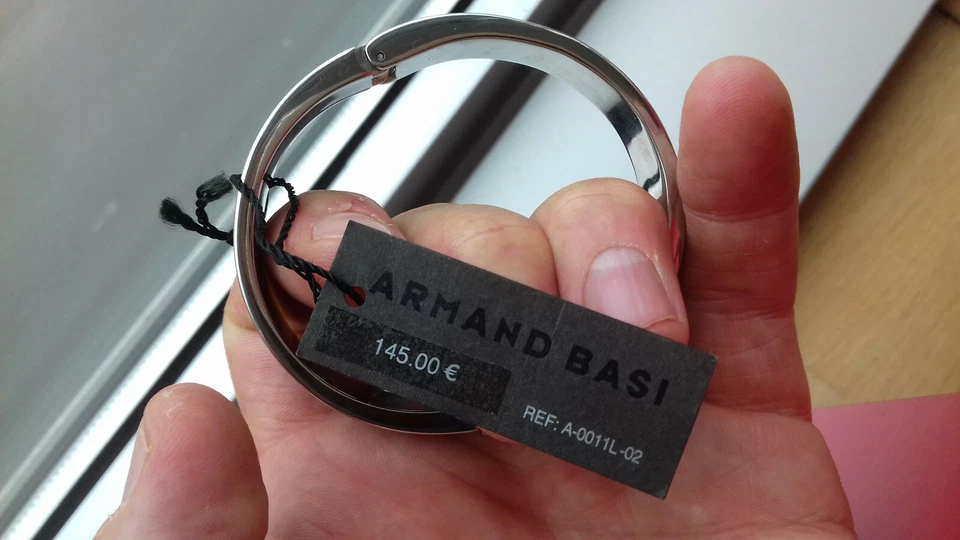 ARMAND BASI
145.00 €
REF: A-0011L-02